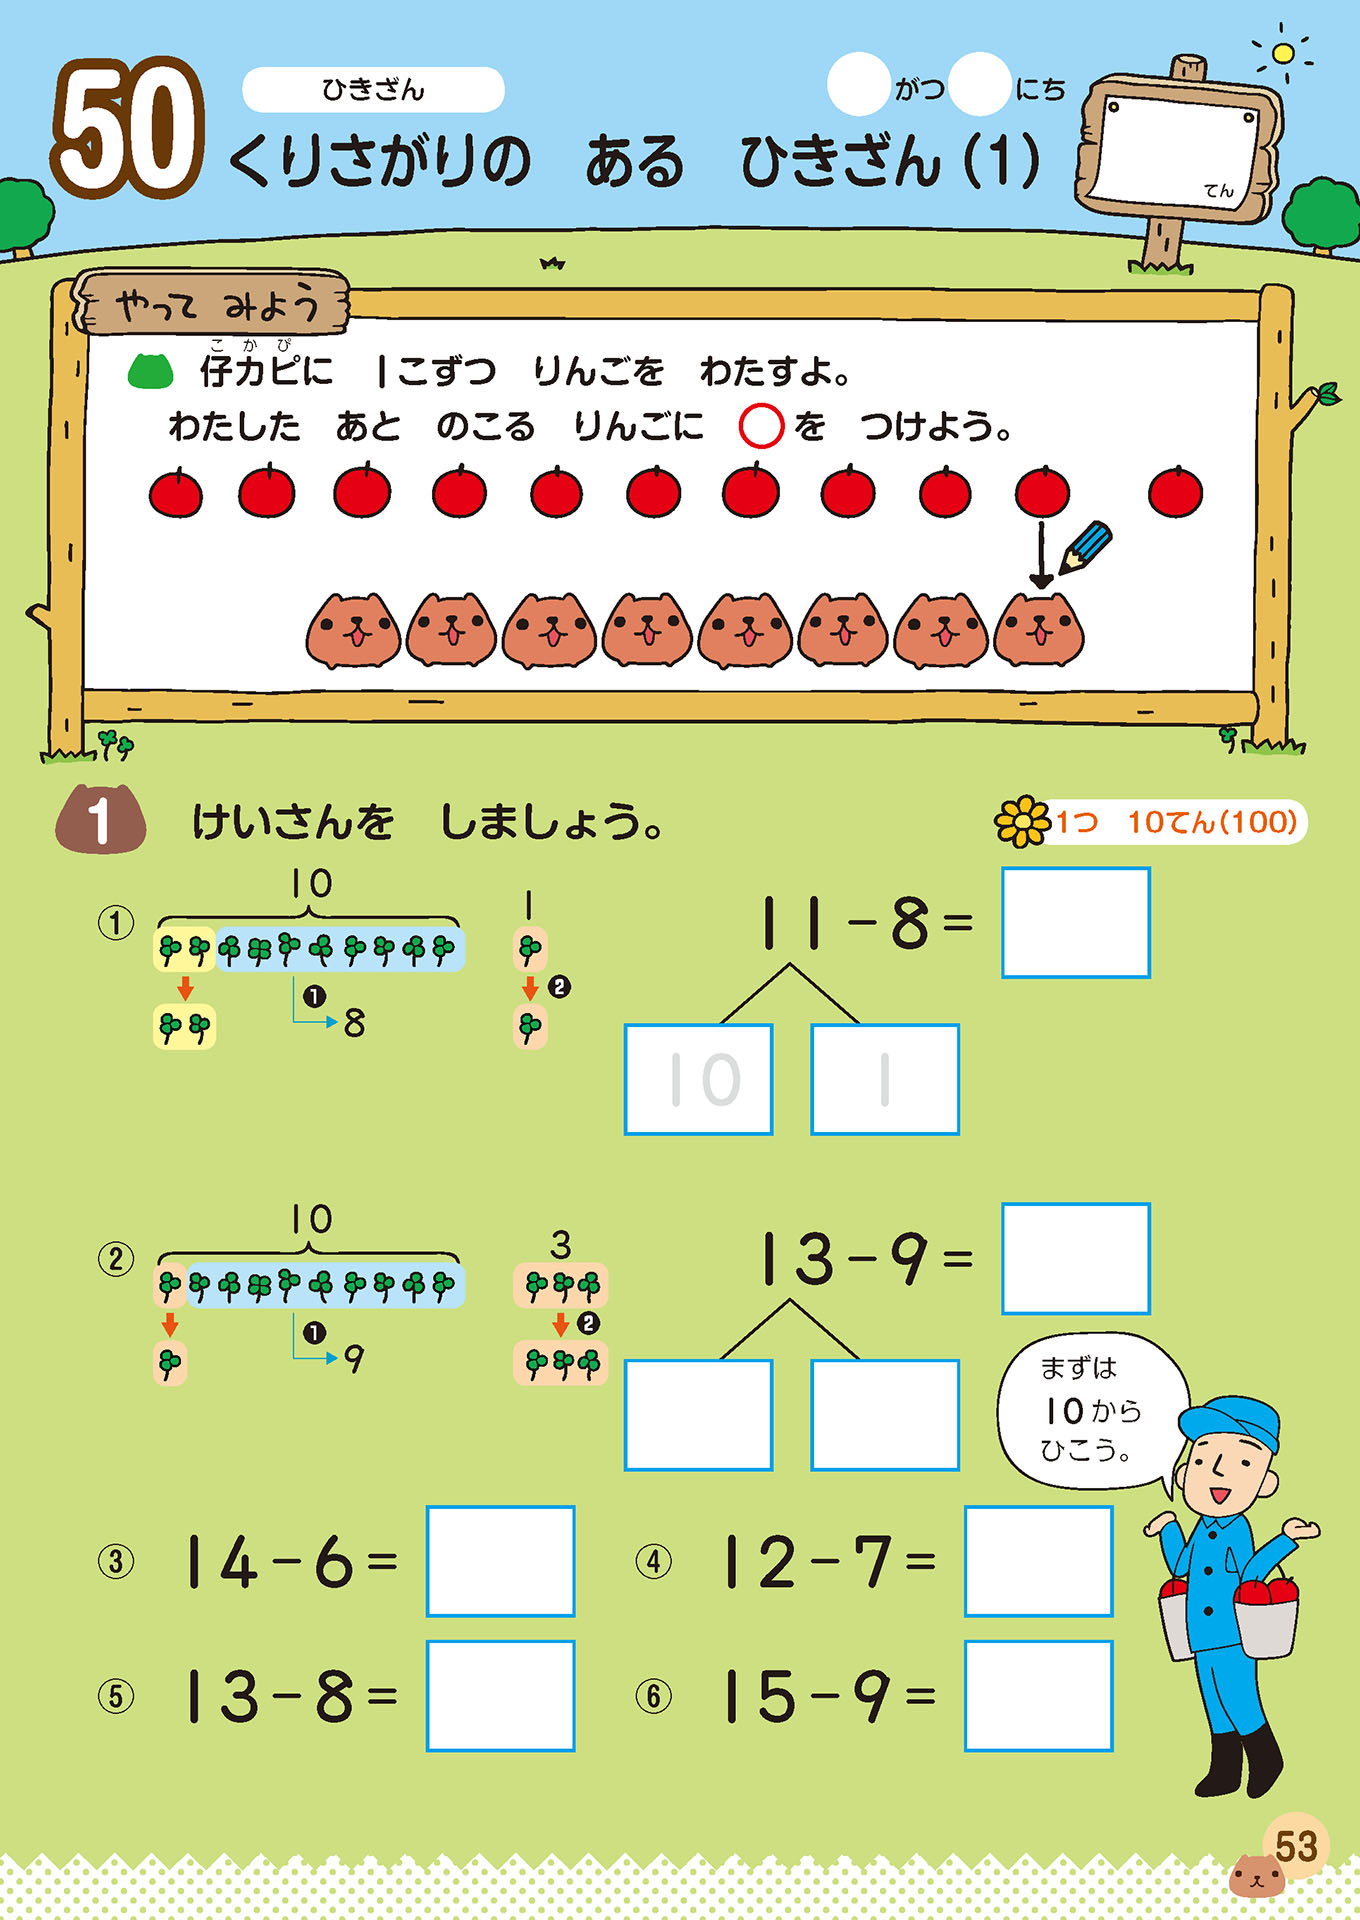 50
ひきざん
がつ にち
くりさがりの ある ひきざん(1)
てん
やって みよう
こかぴ
仔カピに 1こずつ りんごを わたすよ。
わたした あと のこる りんごに ○を つけよう。
1 けいさんを しましょう。
1つ 10てん(100)
① 10 1
11-8=
❶ 8 ❷
10 1
② 10 3
13-9=
❶ 9 ❷
まずは
10から
ひこう。
③ 14-6=
④ 12-7=
⑤ 13-8=
⑥ 15-9=
53